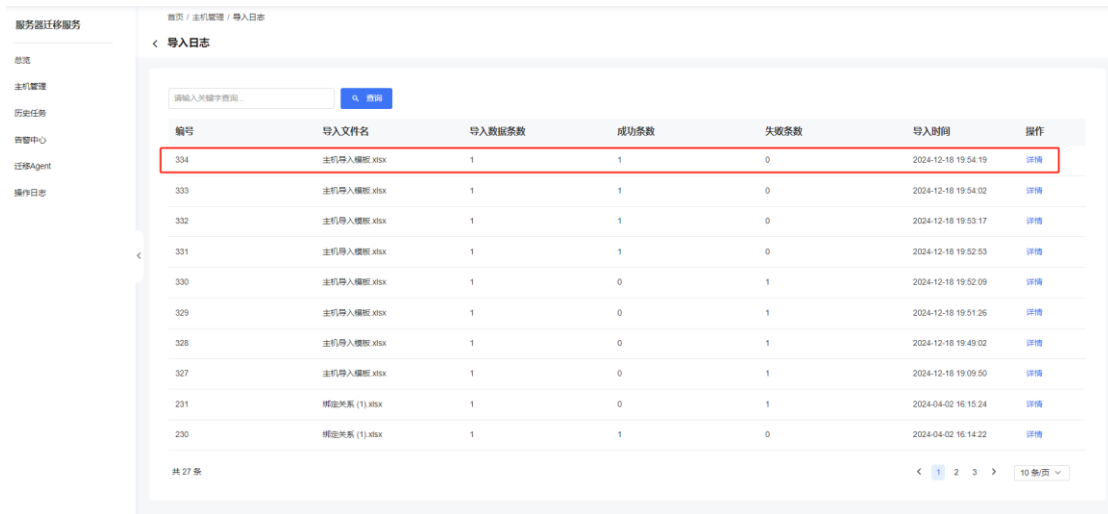 服务器迁移服务
首页 / 主机管理 / 导入日志
导入日志
总览
主机管理
历史任务
告警中心
迁移Agent
操作日志
请输入关键字查询...
查询
编号 导入文件名 导入数据条数 成功条数 失败条数 导入时间 操作
334 主机导入模板.xlsx 1 1 0 2024-12-18 19:54:19 详情
333 主机导入模板.xlsx 1 1 0 2024-12-18 19:54:02 详情
332 主机导入模板.xlsx 1 1 0 2024-12-18 19:53:17 详情
331 主机导入模板.xlsx 1 1 0 2024-12-18 19:52:53 详情
330 主机导入模板.xlsx 1 0 1 2024-12-18 19:52:09 详情
329 主机导入模板.xlsx 1 0 1 2024-12-18 19:51:26 详情
328 主机导入模板.xlsx 1 0 1 2024-12-18 19:49:02 详情
327 主机导入模板.xlsx 1 0 1 2024-12-18 19:09:50 详情
231 绑定关系 (1).xlsx 1 0 1 2024-04-02 16:15:24 详情
230 绑定关系 (1).xlsx 1 1 0 2024-04-02 16:14:22 详情
共 27 条
1 2 3 10 条/页